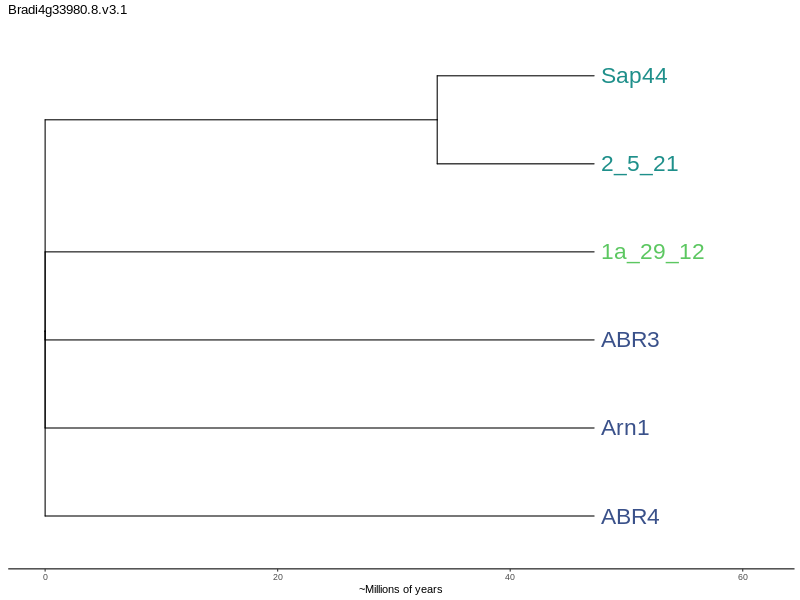 Bradi4g33980.8.v3.1
Sap44
2_5_21
1a_29_12
ABR3
Arn1
ABR4
0 20 40 60
~Millions of years